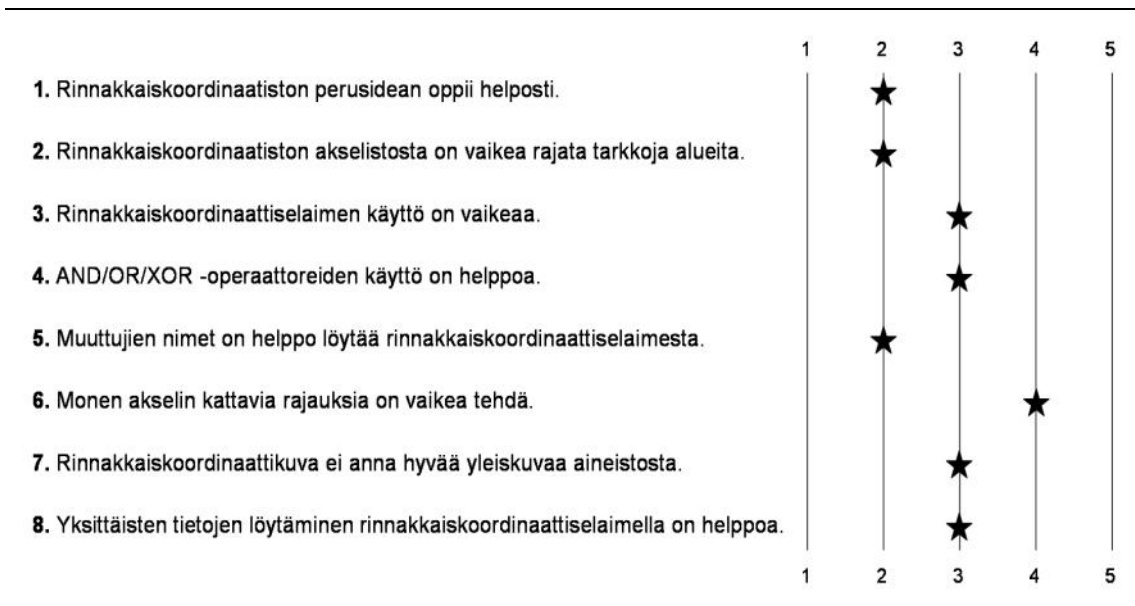 1 2 3 4 5
1. Rinnakkaiskoordinaatiston perusidean oppii helposti.
2. Rinnakkaiskoordinaatiston akselistosta on vaikea rajata tarkkoja alueita.
3. Rinnakkaiskoordinaattiselaimen käyttö on vaikeaa.
4. AND/OR/XOR -operaattoreiden käyttö on helppoa.
5. Muuttujien nimet on helppo löytää rinnakkaiskoordinaattiselaimesta.
6. Monen akselin kattavia rajauksia on vaikea tehdä.
7. Rinnakkaiskoordinaattikuva ei anna hyvää yleiskuvaa aineistosta.
8. Yksittäisten tietojen löytäminen rinnakkaiskoordinaattiselaimella on helppoa.
1 2 3 4 5